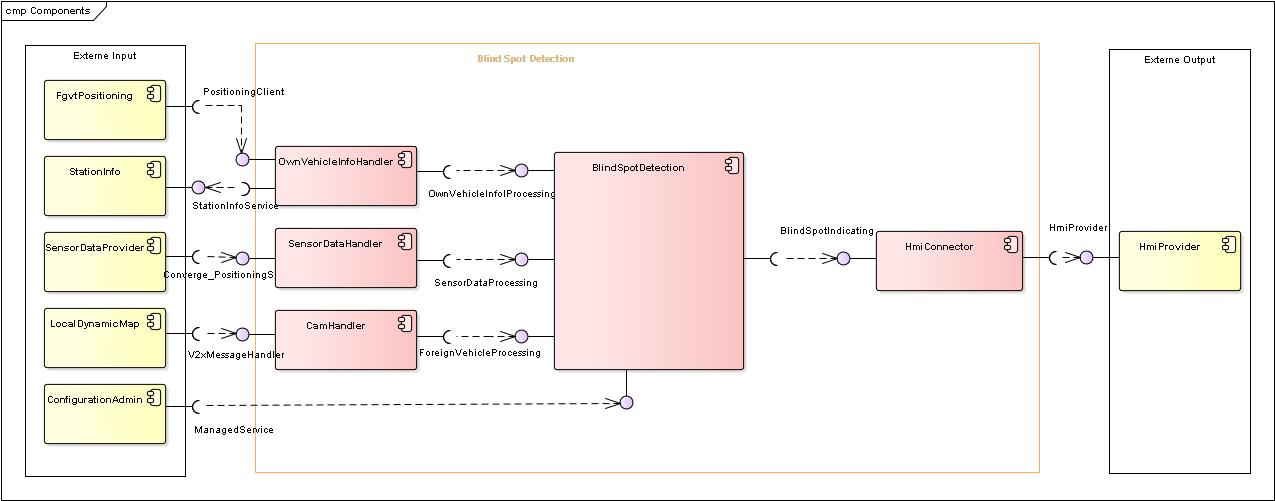 cmp Components
Externe Input
Blind Spot Detection
Externe Output
FgvtPositioning
PositioningClient
StationInfo
StationInfoService
OwnVehicleInfoHandler
OwnVehicleInfoIProcessing
BlindSpotDetection
SensorDataProvider
Converge_PositioningS
SensorDataHandler
SensorDataProcessing
BlindSpotIndicating
HmiConnector
HmiProvider
HmiProvider
LocalDynamicMap
V2xMessageHandler
CamHandler
ForeignVehicleProcessing
ConfigurationAdmin
ManagedService